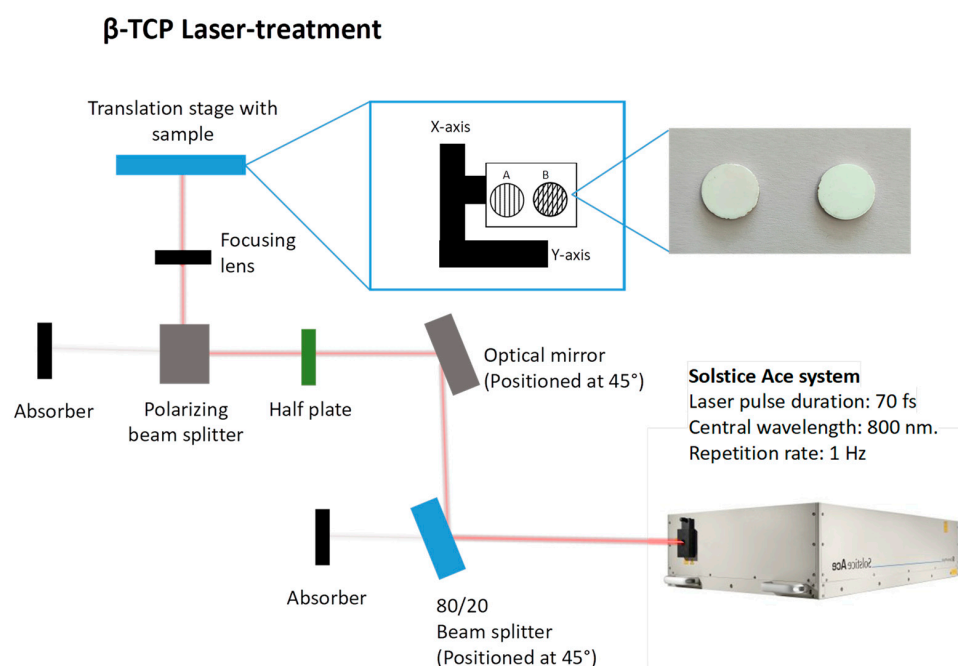 β-TCP Laser-treatment
Translation stage with
sample
X-axis
A
B
Y-axis
Focusing
lens
Absorber
Polarizing
beam splitter
Half plate
Optical mirror
(Positioned at 45°)
Solstice Ace system
Laser pulse duration: 70 fs
Central wavelength: 800 nm.
Repetition rate: 1 Hz
Absorber
80/20
Beam splitter
(Positioned at 45°)
Solstice Ace